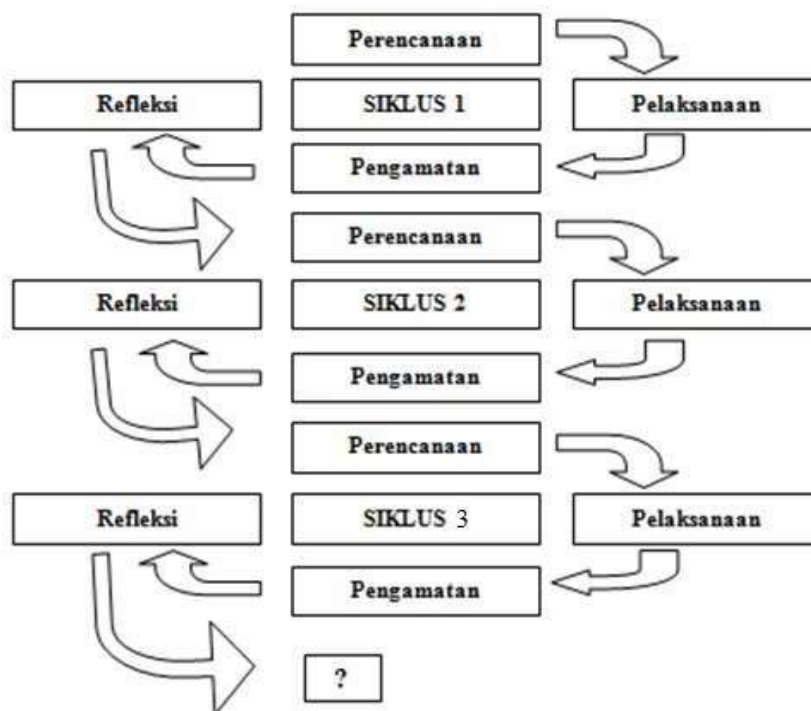 Perencanaan
Refleksi
SIKLUS 1
Pelaksanaan
Pengamatan
Perencanaan
Refleksi
SIKLUS 2
Pelaksanaan
Pengamatan
Perencanaan
Refleksi
SIKLUS 3
Pelaksanaan
Pengamatan
?